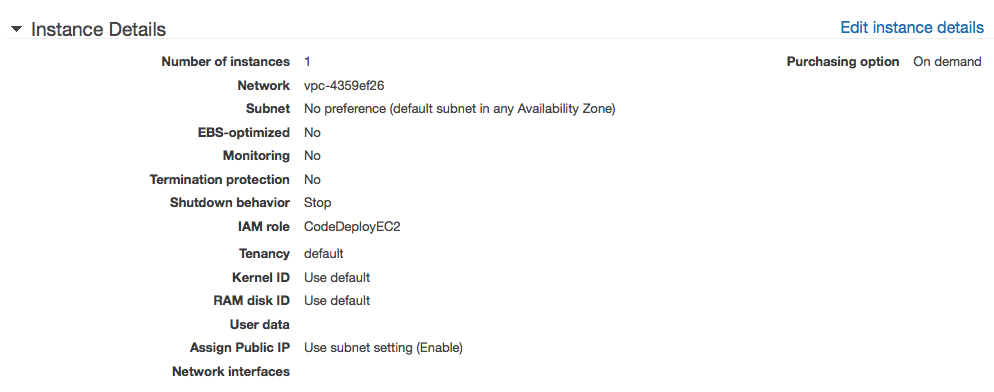 Instance Details Edit instance details
Number of instances 1 Purchasing option On demand
Network vpc-4359ef26
Subnet No preference (default subnet in any Availability Zone)
EBS-optimized No
Monitoring No
Termination protection No
Shutdown behavior Stop
IAM role CodeDeployEC2
Tenancy default
Kernel ID Use default
RAM disk ID Use default
User data
Assign Public IP Use subnet setting (Enable)
Network interfaces